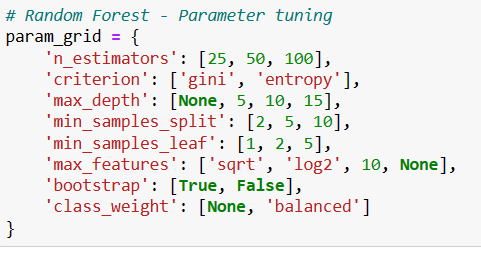 # Random Forest - Parameter tuning
param_grid = {
    'n_estimators': [25, 50, 100],
    'criterion': ['gini', 'entropy'],
    'max_depth': [None, 5, 10, 15],
    'min_samples_split': [2, 5, 10],
    'min_samples_leaf': [1, 2, 5],
    'max_features': ['sqrt', 'log2', 10, None],
    'bootstrap': [True, False],
    'class_weight': [None, 'balanced']
}